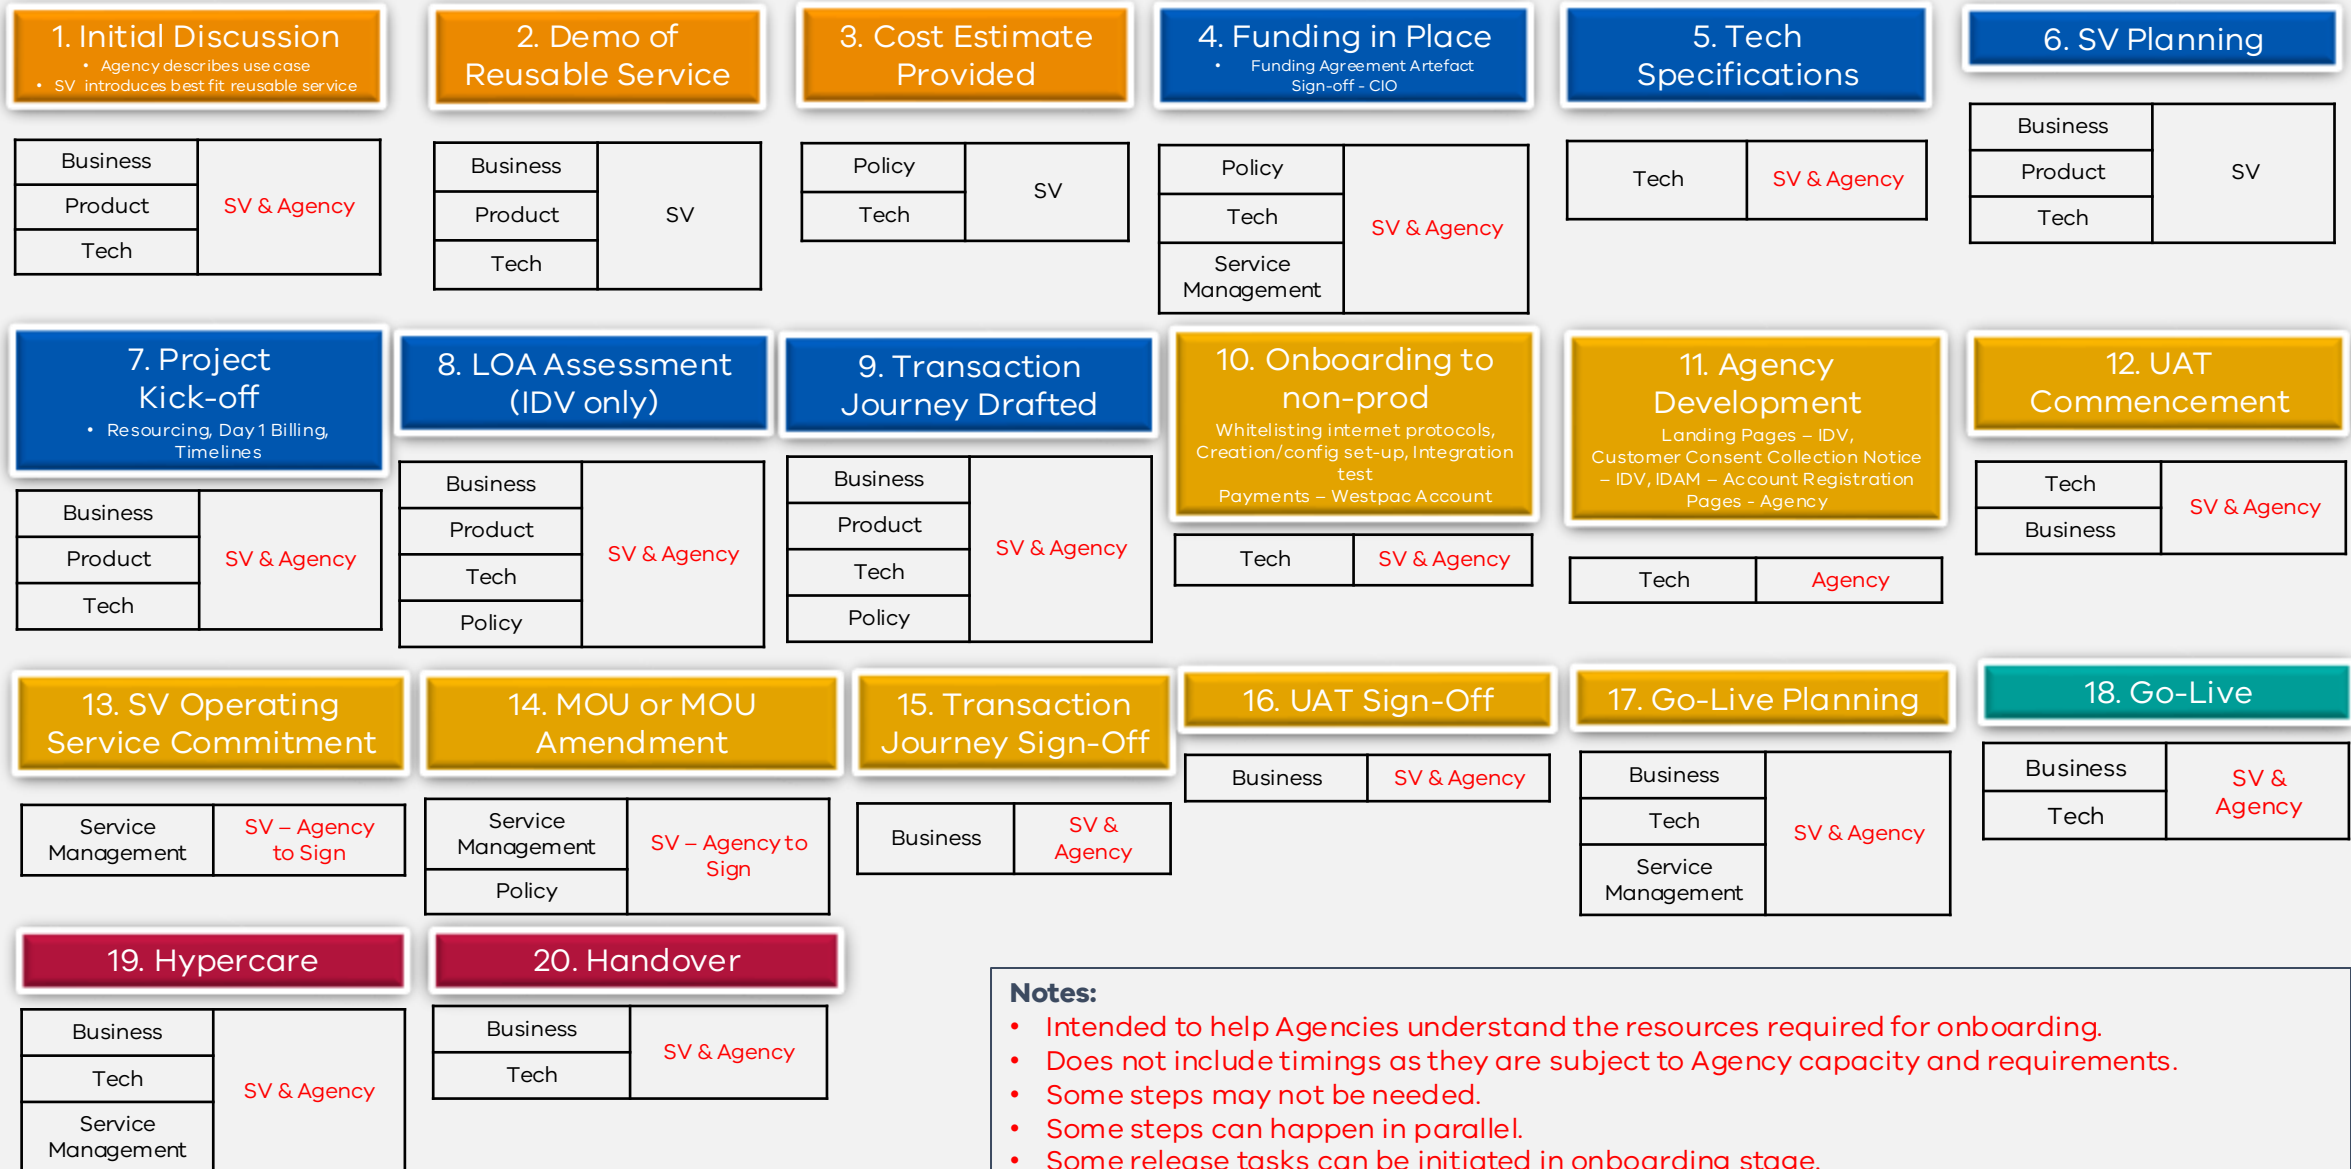 1. Initial Discussion
• Agency describes use case
• SV introduces best fit reusable service
Business
Product
Tech
SV & Agency
2. Demo of
Reusable Service
Business
Product
Tech
SV
3. Cost Estimate
Provided
Policy
Tech
SV
4. Funding in Place
• Funding Agreement Artefact
Sign-off - CIO
Policy
Tech
Service
Management
SV & Agency
5. Tech
Specifications
Tech
SV & Agency
6. SV Planning
Business
Product
Tech
SV
7. Project
Kick-off
• Resourcing, Day 1 Billing,
Timelines
Business
Product
Tech
SV & Agency
8. LOA Assessment
(IDV only)
Business
Product
Tech
Policy
SV & Agency
9. Transaction
Journey Drafted
Business
Product
Tech
Policy
SV & Agency
10. Onboarding to
non-prod
Whitelisting internet protocols,
Creation/config set-up, Integration
test
Payments – Westpac Account
Tech
SV & Agency
11. Agency
Development
Landing Pages – IDV,
Customer Consent Collection Notice
– IDV, IDAM – Account Registration
Pages - Agency
Tech
Agency
12. UAT
Commencement
Tech
Business
SV & Agency
13. SV Operating
Service Commitment
Service
Management
SV – Agency
to Sign
14. MOU or MOU
Amendment
Service
Management
Policy
SV – Agency to
Sign
15. Transaction
Journey Sign-Off
Business
SV &
Agency
16. UAT Sign-Off
Business
SV & Agency
17. Go-Live Planning
Business
Tech
Service
Management
SV & Agency
18. Go-Live
Business
Tech
SV &
Agency
19. Hypercare
Business
Tech
Service
Management
SV & Agency
20. Handover
Business
Tech
SV & Agency
Notes:
• Intended to help Agencies understand the resources required for onboarding.
• Does not include timings as they are subject to Agency capacity and requirements.
• Some steps may not be needed.
• Some steps can happen in parallel.
• Some release tasks can be initiated in onboarding stage.